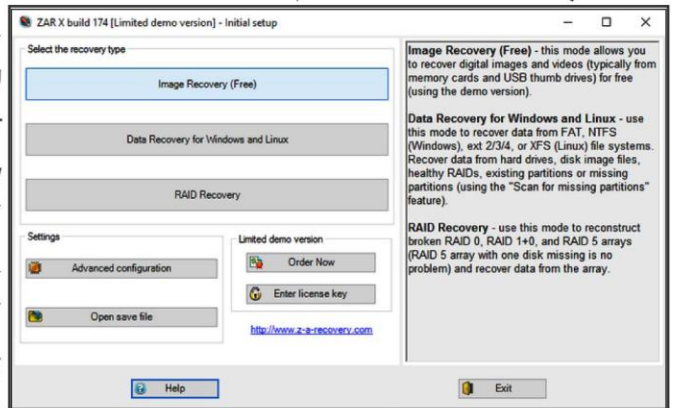 ZAR X build 174 [Limited demo version] - Initial setup
Select the recovery type
Image Recovery (Free)
Data Recovery for Windows and Linux
RAID Recovery
Settings
Advanced configuration
Open save file
Limited demo version
Order Now
Enter license key
http://www.z-a-recovery.com
Image Recovery (Free) - this mode allows you
to recover digital images and videos (typically from
memory cards and USB thumb drives) for free
(using the demo version).
Data Recovery for Windows and Linux - use
this mode to recover data from FAT, NTFS
(Windows), ext 2/3/4, or XFS (Linux) file systems.
Recover data from hard drives, disk image files,
healthy RAIDs, existing partitions or missing
partitions (using the "Scan for missing partitions"
feature).
RAID Recovery - use this mode to reconstruct
broken RAID 0, RAID 1+0, and RAID 5 arrays
(RAID 5 array with one disk missing is no
problem) and recover data from the array.
Help
Exit